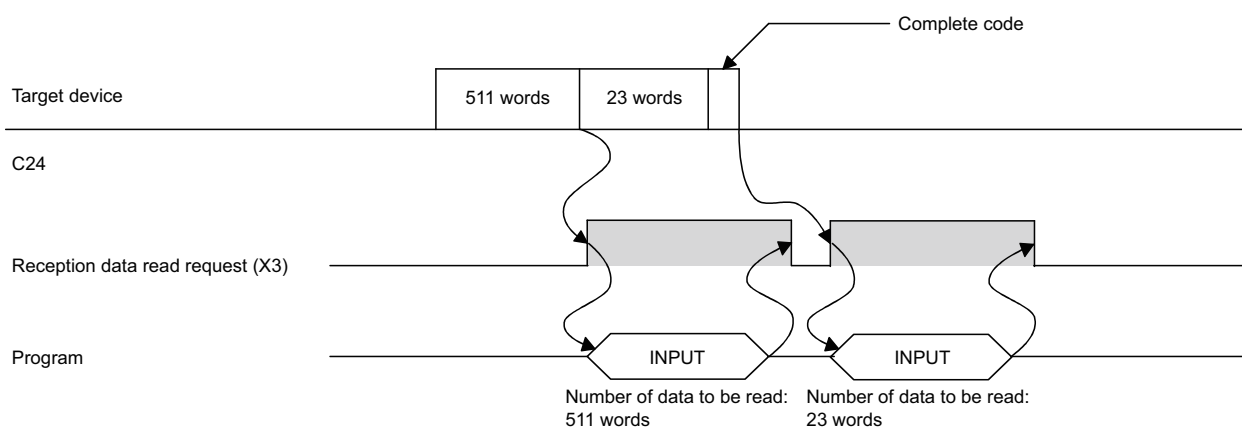 Complete code
Target device
511 words
23 words
C24
Reception data read request (X3)
Program
INPUT
INPUT
Number of data to be read:
511 words
Number of data to be read:
23 words